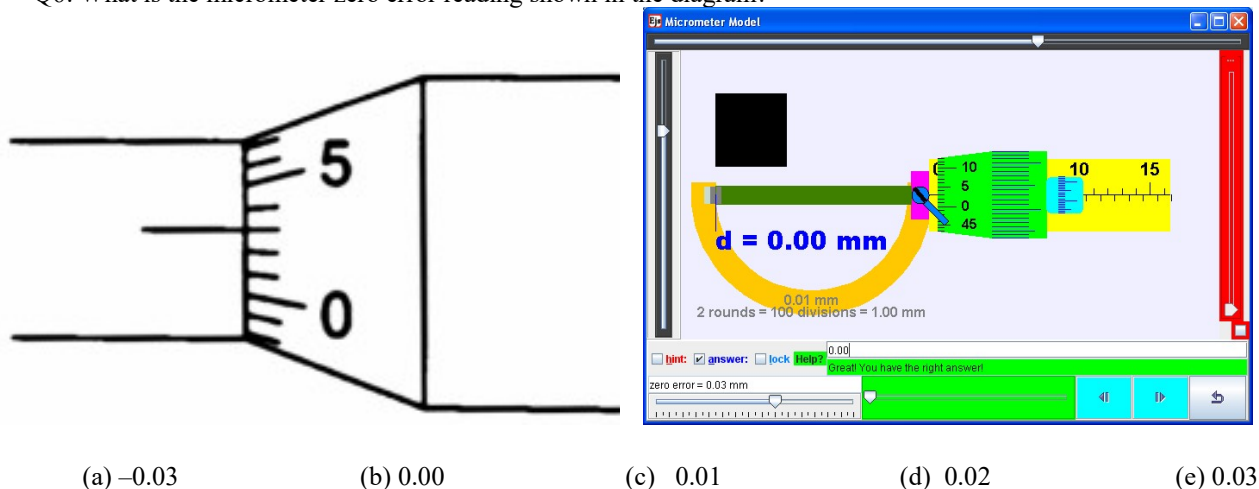 Q6: What is the micrometer zero error reading shown in the diagram?
5
0
Micrometer Model
...
0 10 15
10
5
0
45
d = 0.00 mm
0.01 mm
2 rounds = 100 divisions = 1.00 mm
hint: answer: lock Help? 0.00
Great! You have the right answer!
zero error = 0.03 mm
(a) –0.03 (b) 0.00 (c) 0.01 (d) 0.02 (e) 0.03